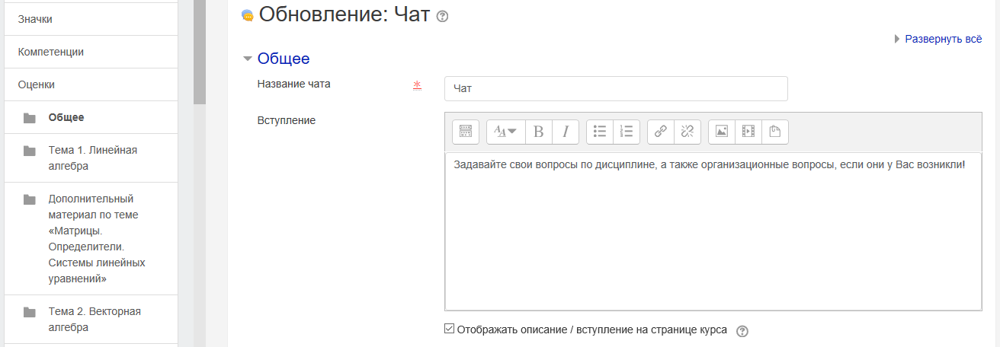 Значки
Компетенции
Оценки
Общее
Тема 1. Линейная
алгебра
Дополнительный
материал по теме
«Матрицы.
Определители.
Системы линейных
уравнений»
Тема 2. Векторная
алгебра
Обновление: Чат
Развернуть всё
Общее
Название чата
Чат
Вступление
Задавайте свои вопросы по дисциплине, а также организационные вопросы, если они у Вас возникли!
Отображать описание / вступление на странице курса